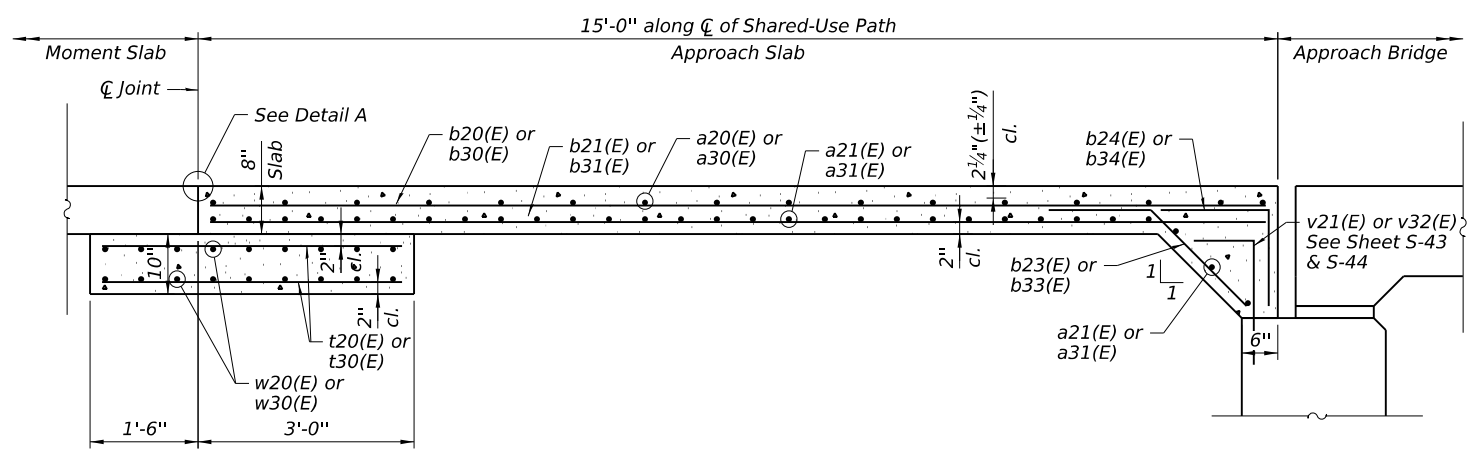 15'-0" along ℄ of Shared-Use Path
Moment Slab
Approach Slab
Approach Bridge
℄ Joint
See Detail A
8"
Slab
b20(E) or
b30(E)
b21(E) or
b31(E)
a20(E) or
a30(E)
a21(E) or
a31(E)
2¼"(±¼")
cl.
b24(E) or
b34(E)
v21(E) or v32(E)
See Sheet S-43
& S-44
10"
2"
cl.
2"
cl.
2"
cl.
b23(E) or
b33(E)
1
1
a21(E) or
a31(E)
6"
t20(E) or
t30(E)
w20(E) or
w30(E)
1'-6"
3'-0"